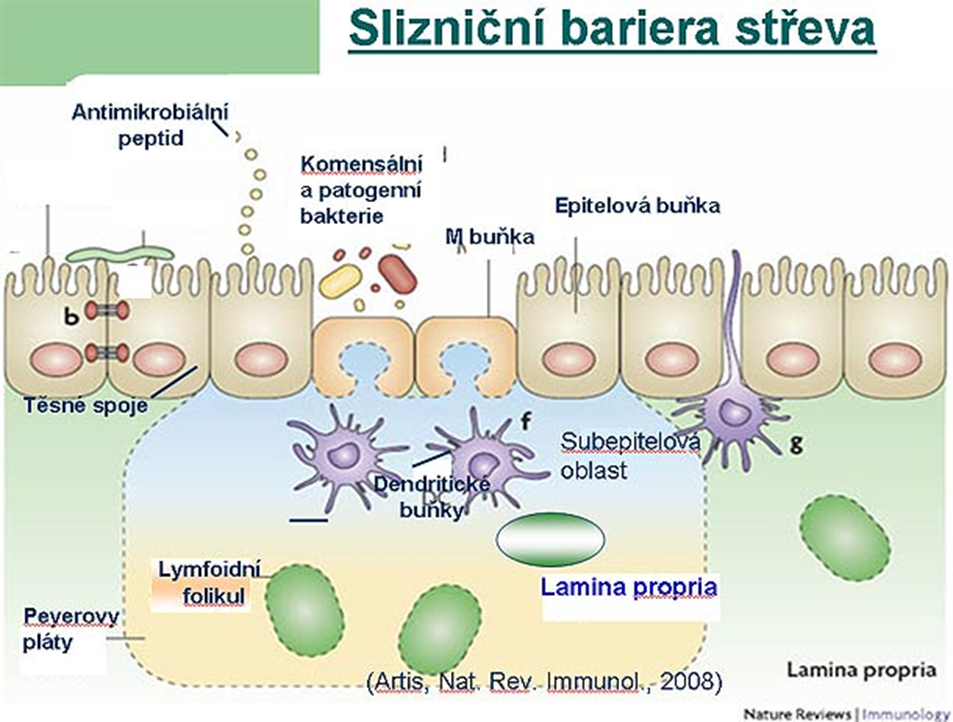 Slizniční bariera střeva
Antimikrobiální
peptid
Komensální
a patogenní
bakterie
M buňka
Epitelová buňka
b
Těsné spoje
f
Subepitelová
oblast
g
Dendritické
buňky
Lymfoidní
folikul
Lamina propria
Peyerovy
pláty
Lamina propria
(Artis, Nat. Rev. Immunol., 2008)
Nature Reviews | Immunology